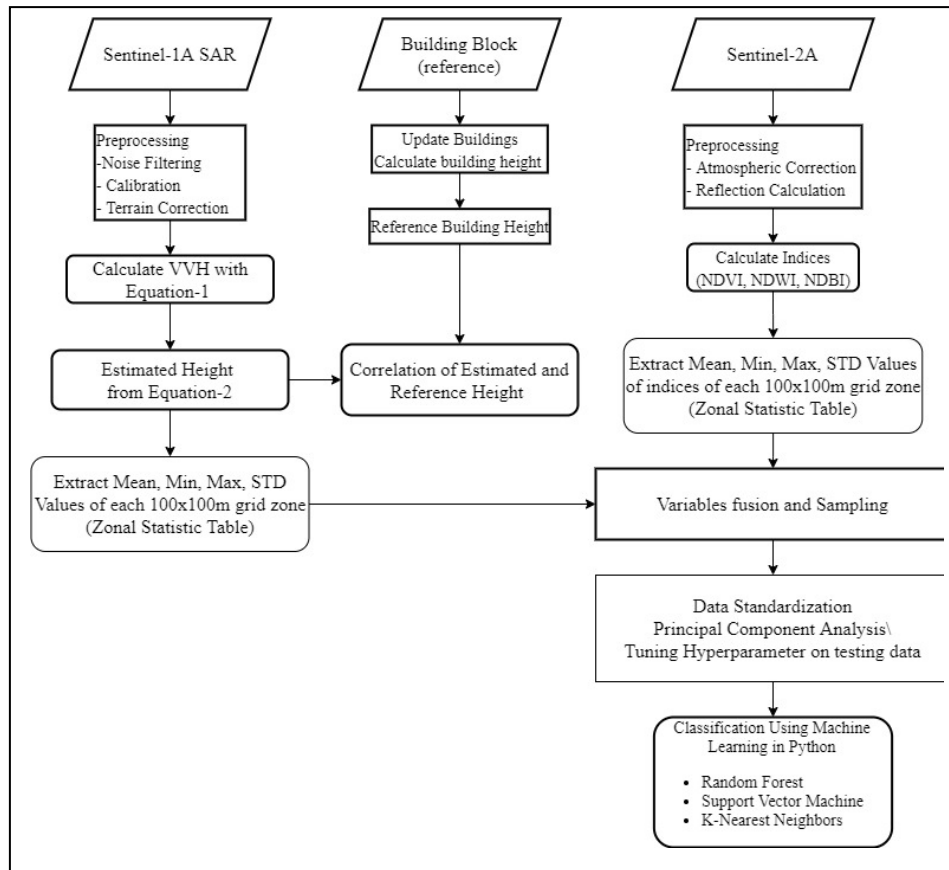 Sentinel-1A SAR
Building Block
(reference)
Sentinel-2A
Preprocessing
-Noise Filtering
- Calibration
- Terrain Correction
Update Buildings
Calculate building height
Preprocessing
- Atmospheric Correction
- Reflection Calculation
Reference Building Height
Calculate VVH with
Equation-1
Calculate Indices
(NDVI, NDWI, NDBI)
Estimated Height
from Equation-2
Correlation of Estimated and
Reference Height
Extract Mean, Min, Max, STD Values
of indices of each 100x100m grid zone
(Zonal Statistic Table)
Extract Mean, Min, Max, STD
Values of each 100x100m grid zone
(Zonal Statistic Table)
Variables fusion and Sampling
Data Standardization
Principal Component Analysis\
Tuning Hyperparameter on testing data
Classification Using Machine
Learning in Python
• Random Forest
• Support Vector Machine
• K-Nearest Neighbors